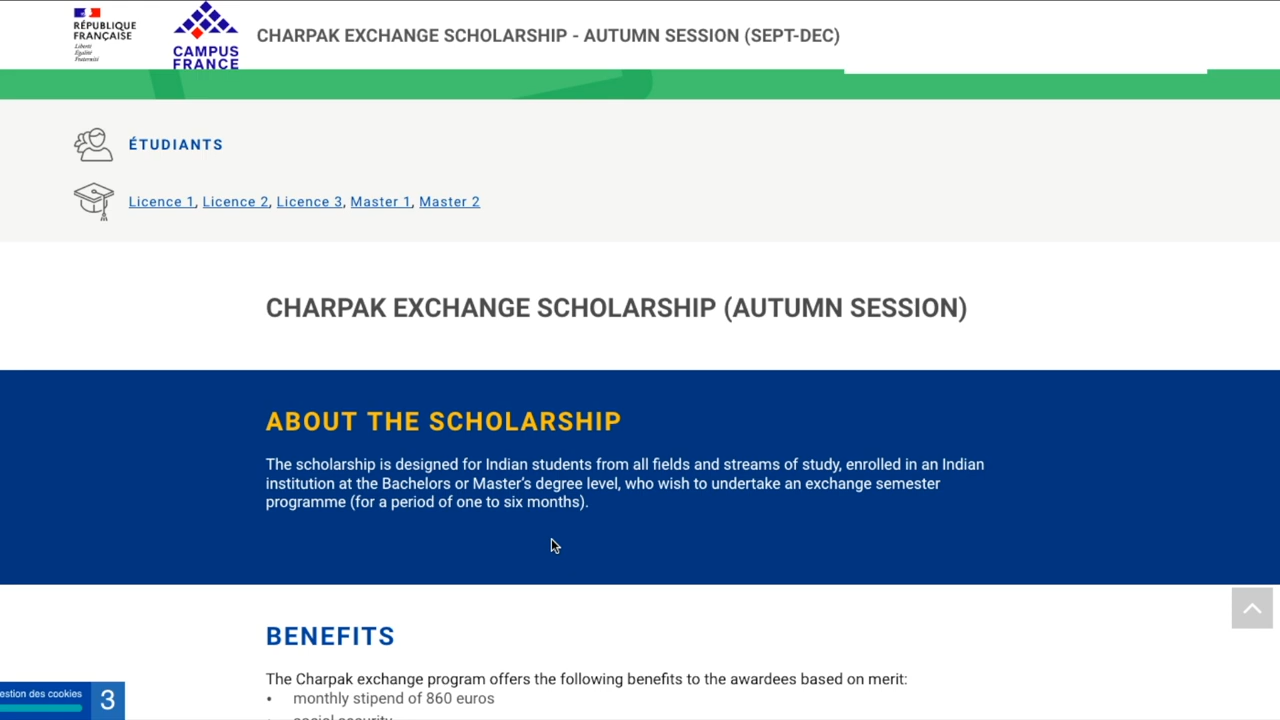 RÉPUBLIQUE
FRANÇAISE
Liberté
Égalité
Fraternité
CAMPUS
FRANCE
CHARPAK EXCHANGE SCHOLARSHIP - AUTUMN SESSION (SEPT-DEC)
ÉTUDIANTS
Licence 1, Licence 2, Licence 3, Master 1, Master 2
CHARPAK EXCHANGE SCHOLARSHIP (AUTUMN SESSION)
ABOUT THE SCHOLARSHIP
The scholarship is designed for Indian students from all fields and streams of study, enrolled in an Indian
institution at the Bachelors or Master’s degree level, who wish to undertake an exchange semester
programme (for a period of one to six months).
BENEFITS
The Charpak exchange program offers the following benefits to the awardees based on merit:
• monthly stipend of 860 euros
• social security
estion des cookies
3